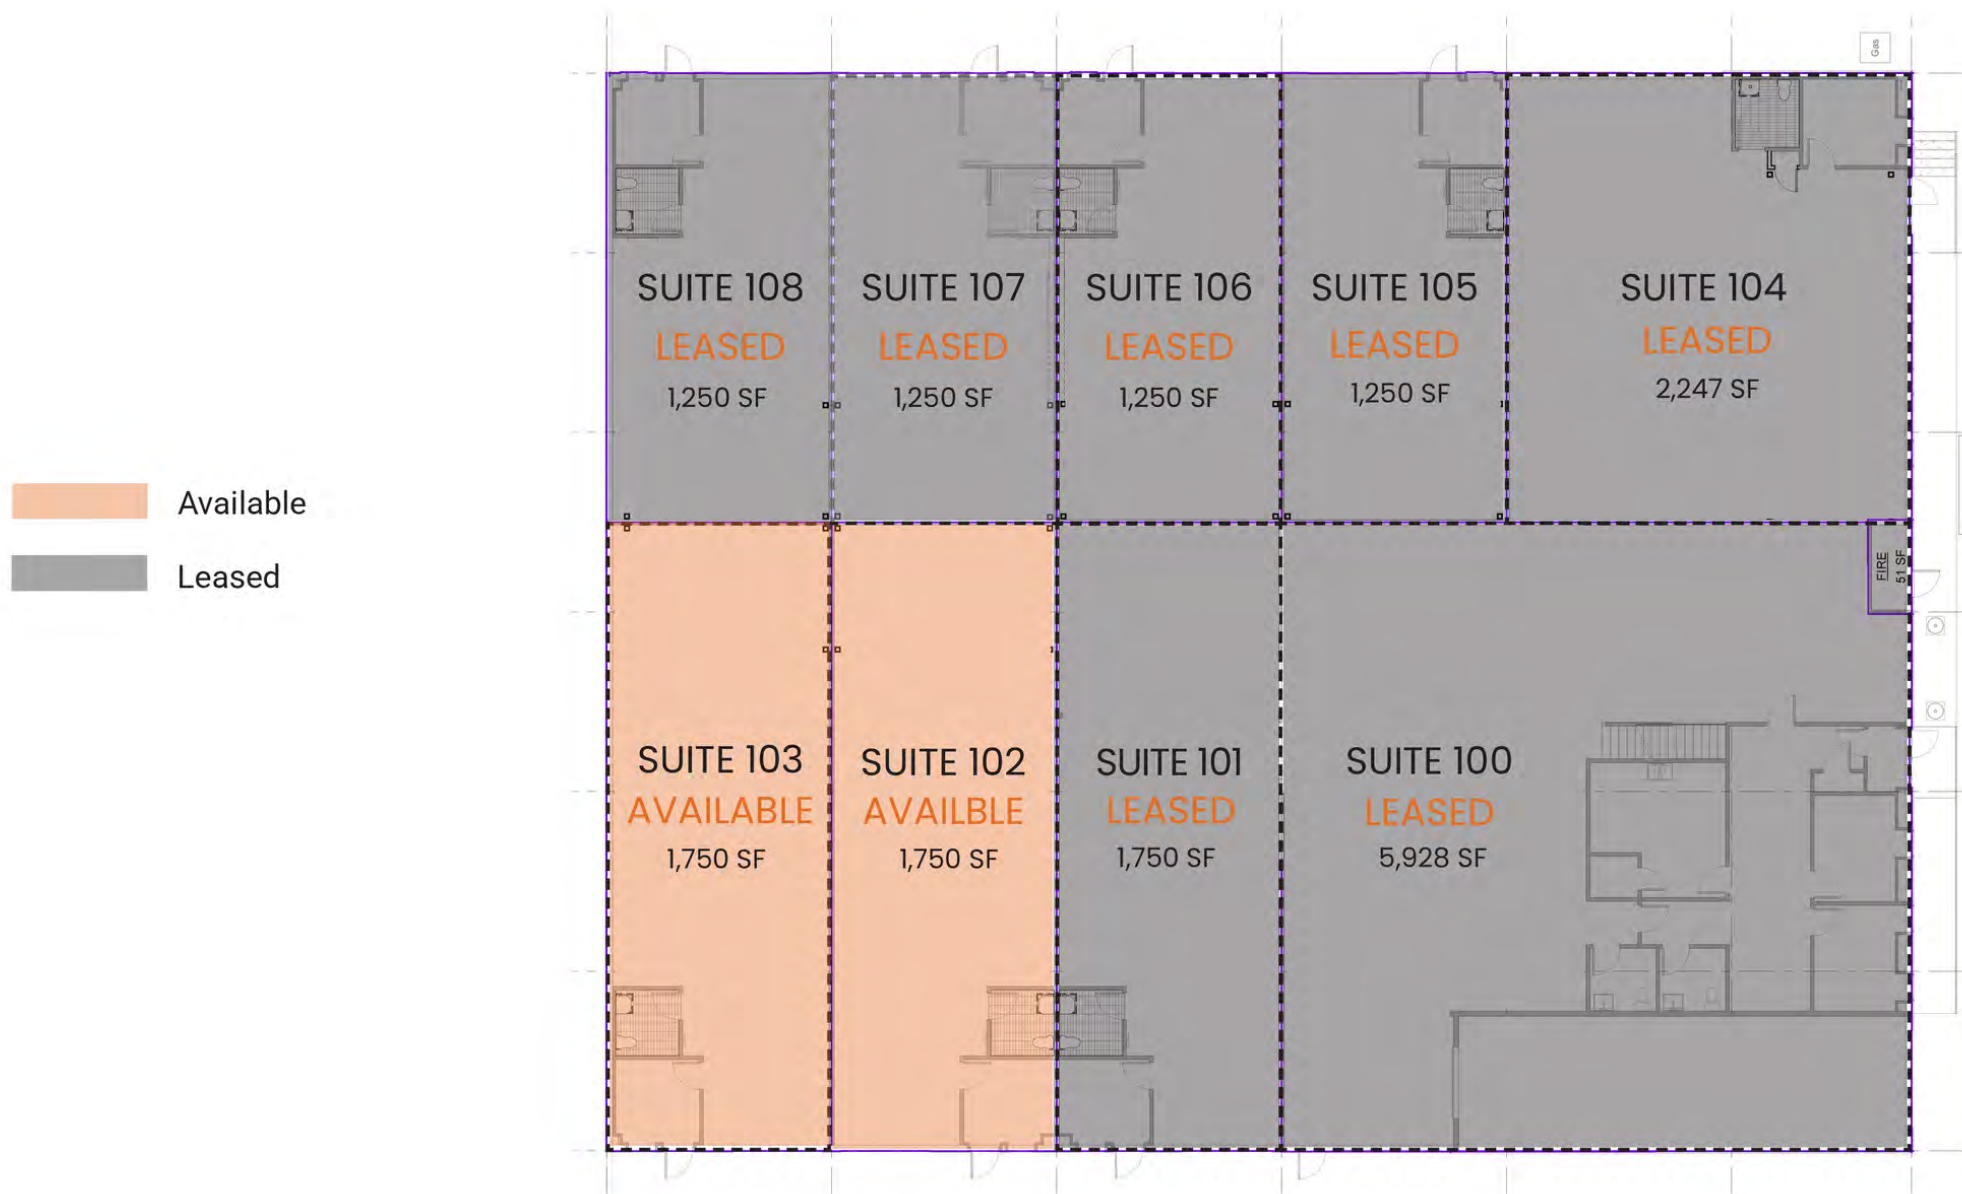 Gas
SUITE 108
LEASED
1,250 SF
SUITE 107
LEASED
1,250 SF
SUITE 106
LEASED
1,250 SF
SUITE 105
LEASED
1,250 SF
SUITE 104
LEASED
2,247 SF
Available
Leased
FIRE
51 SF
SUITE 103
AVAILABLE
1,750 SF
SUITE 102
AVAILBLE
1,750 SF
SUITE 101
LEASED
1,750 SF
SUITE 100
LEASED
5,928 SF